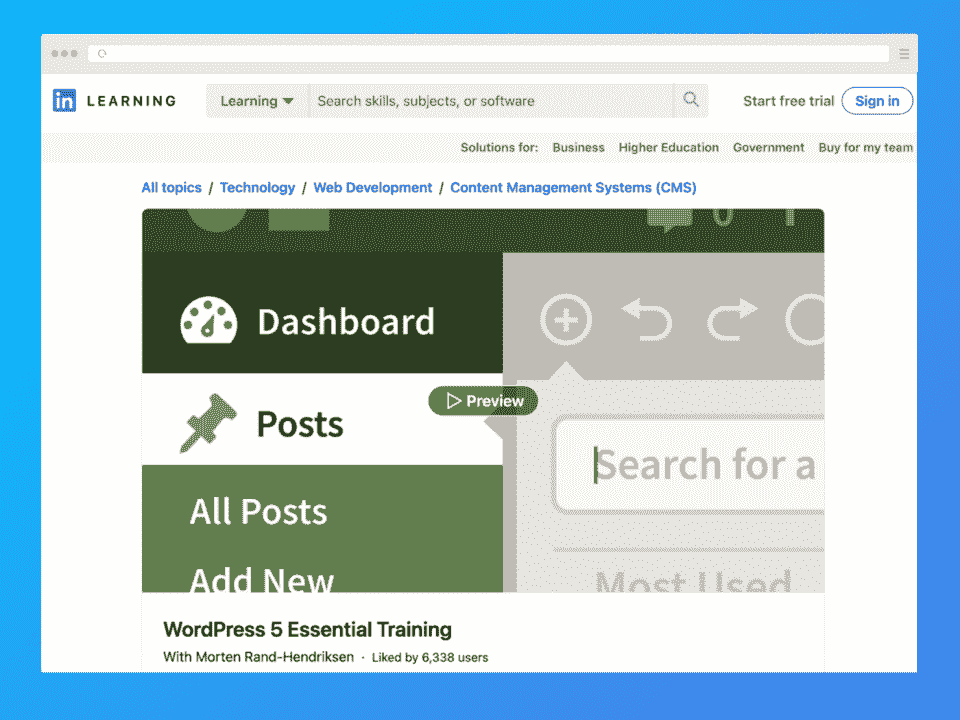 in LEARNING Learning Search skills, subjects, or software Start free trial Sign in
Solutions for: Business Higher Education Government Buy for my team
All topics / Technology / Web Development / Content Management Systems (CMS)
0
Dashboard
Posts
Preview
Search for a
All Posts
Add New
Most Used
WordPress 5 Essential Training
With Morten Rand-Hendriksen · Liked by 6,338 users